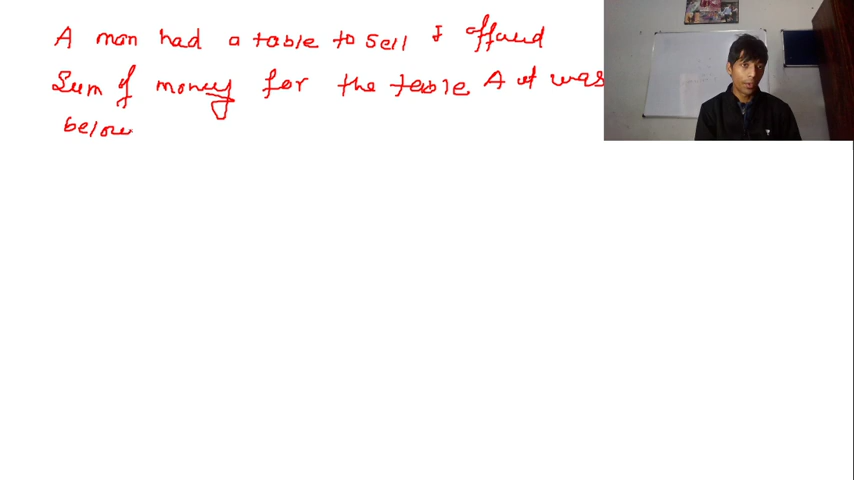 A man had a table to sell & offered
Sum of money for the table A it was
below